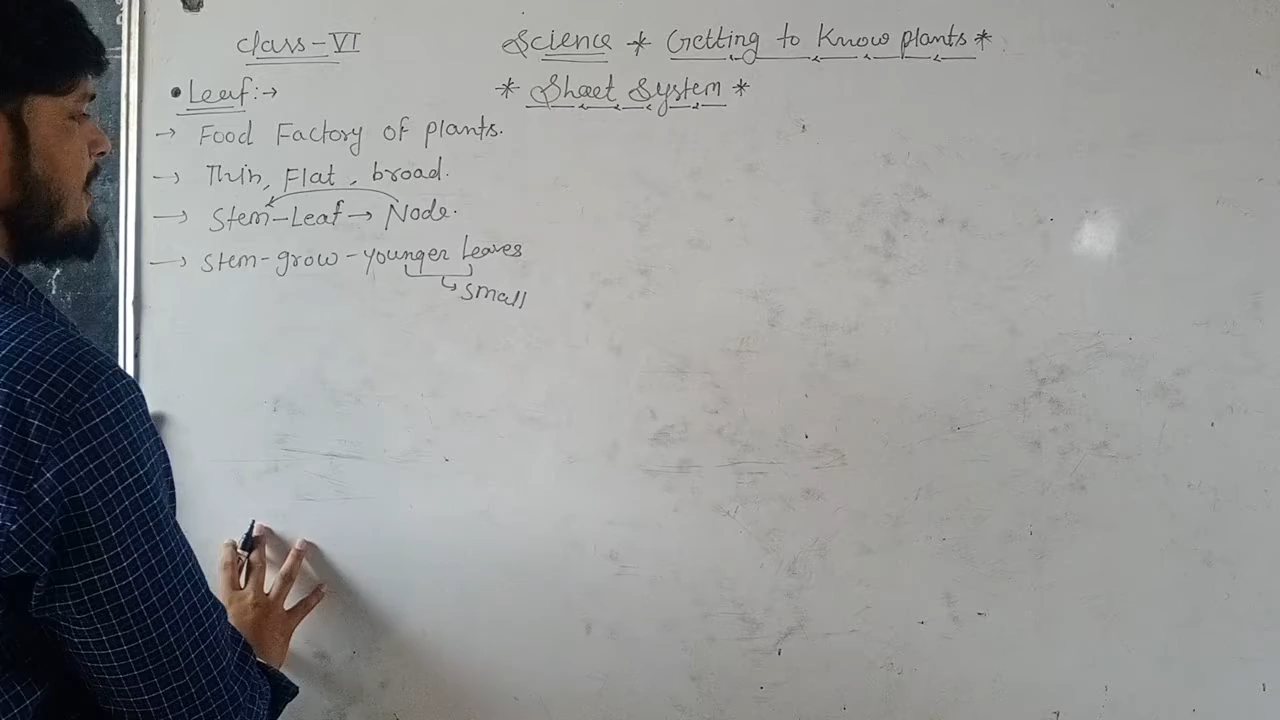 Class-VI
Science * Getting to Know plants *
* Shoot System *
• Leaf:→
→ Food Factory of plants.
→ Thin, Flat, broad.
→ Stem-Leaf → Node.
→ Stem-grow-younger Leaves
↳ Small